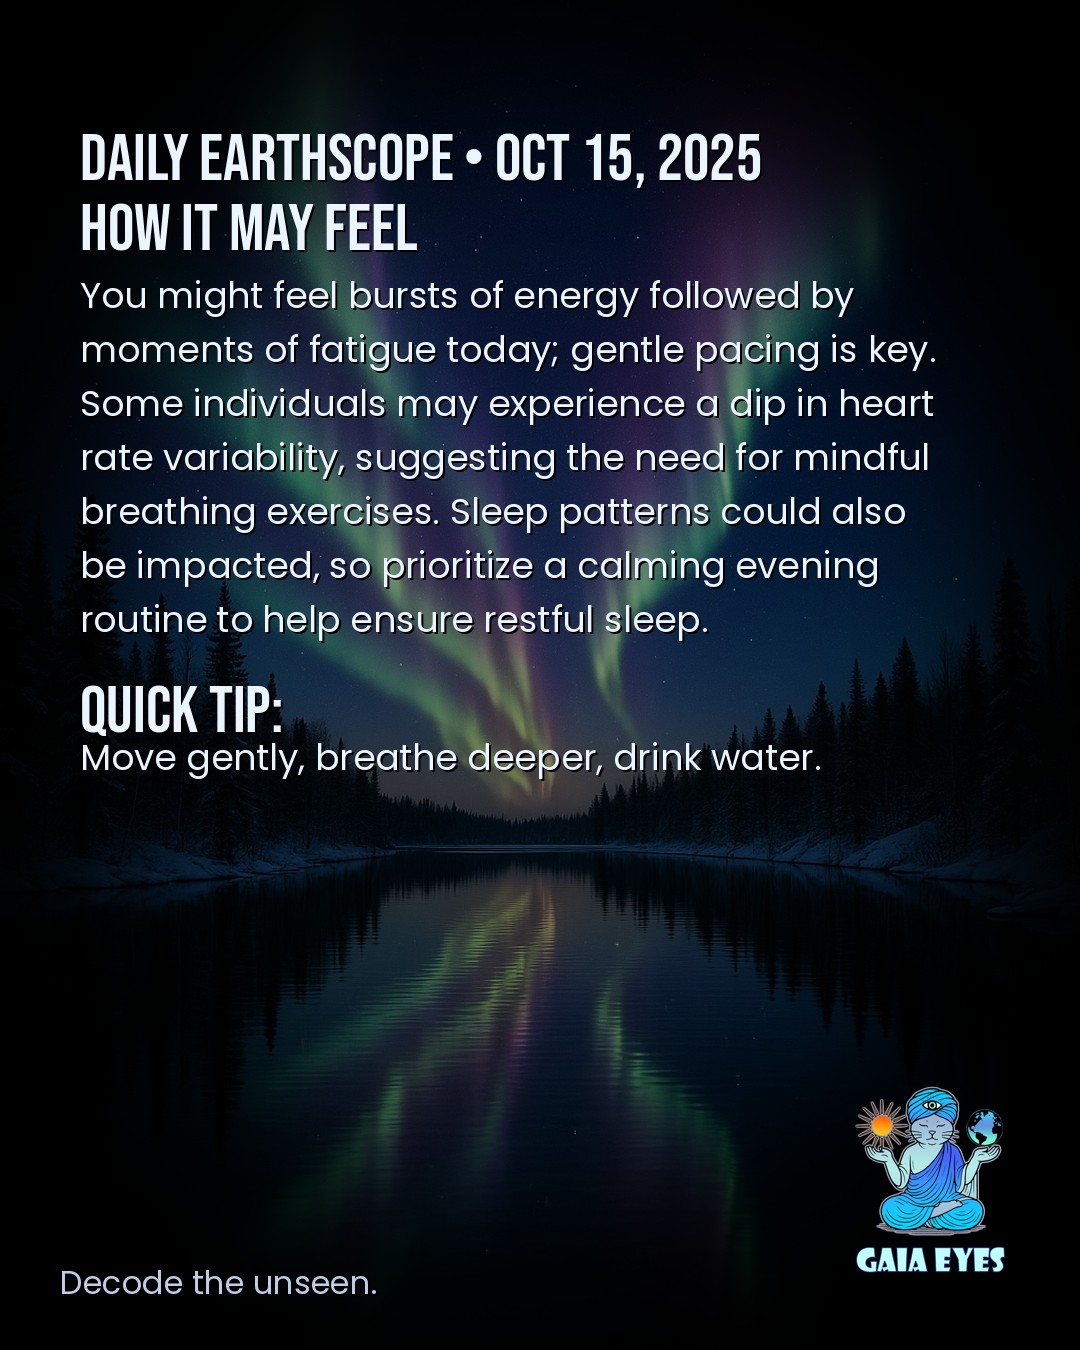 DAILY EARTHSCOPE • OCT 15, 2025
HOW IT MAY FEEL
You might feel bursts of energy followed by
moments of fatigue today; gentle pacing is key.
Some individuals may experience a dip in heart
rate variability, suggesting the need for mindful
breathing exercises. Sleep patterns could also
be impacted, so prioritize a calming evening
routine to help ensure restful sleep.
QUICK TIP:
Move gently, breathe deeper, drink water.
GAIA EYES
Decode the unseen.